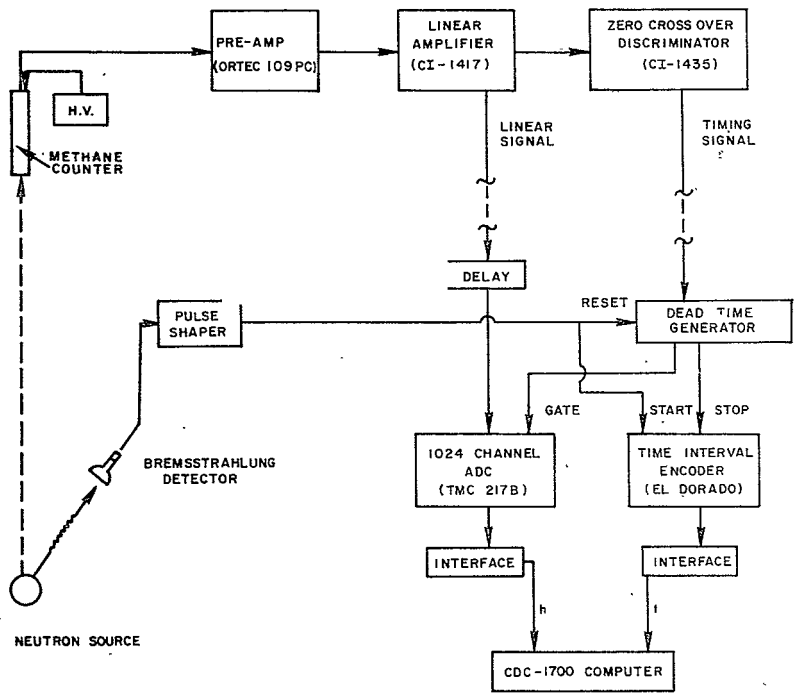 PRE-AMP
(ORTEC 109PC)
LINEAR
AMPLIFIER
(CI-1417)
ZERO CROSS OVER
DISCRIMINATOR
(CI-1435)
H.V.
METHANE
COUNTER
LINEAR
SIGNAL
TIMING
SIGNAL
DELAY
PULSE
SHAPER
RESET
DEAD TIME
GENERATOR
GATE
START
STOP
BREMSSTRAHLUNG
DETECTOR
1024 CHANNEL
ADC
(TMC 217B)
TIME INTERVAL
ENCODER
(EL DORADO)
INTERFACE
INTERFACE
h
NEUTRON SOURCE
CDC-1700 COMPUTER